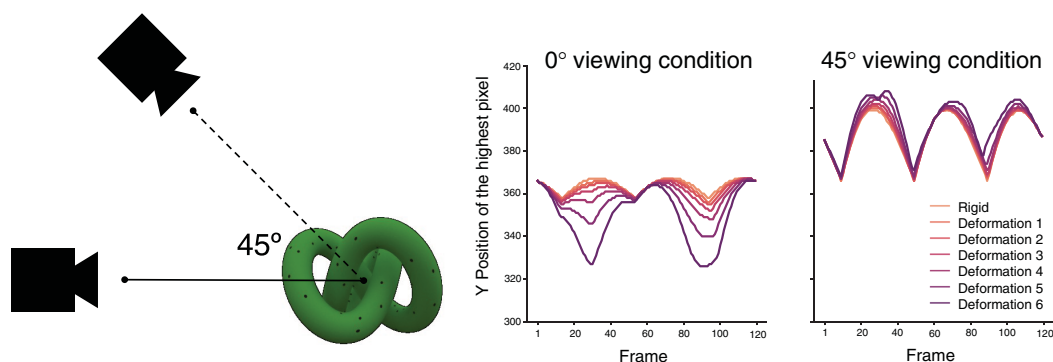 45º
0° viewing condition
45° viewing condition
Y Position of the highest pixel
420
400
380
360
340
320
300
1 20 40 60 80 100 120
Frame
Rigid
Deformation 1
Deformation 2
Deformation 3
Deformation 4
Deformation 5
Deformation 6
1 20 40 60 80 100 120
Frame